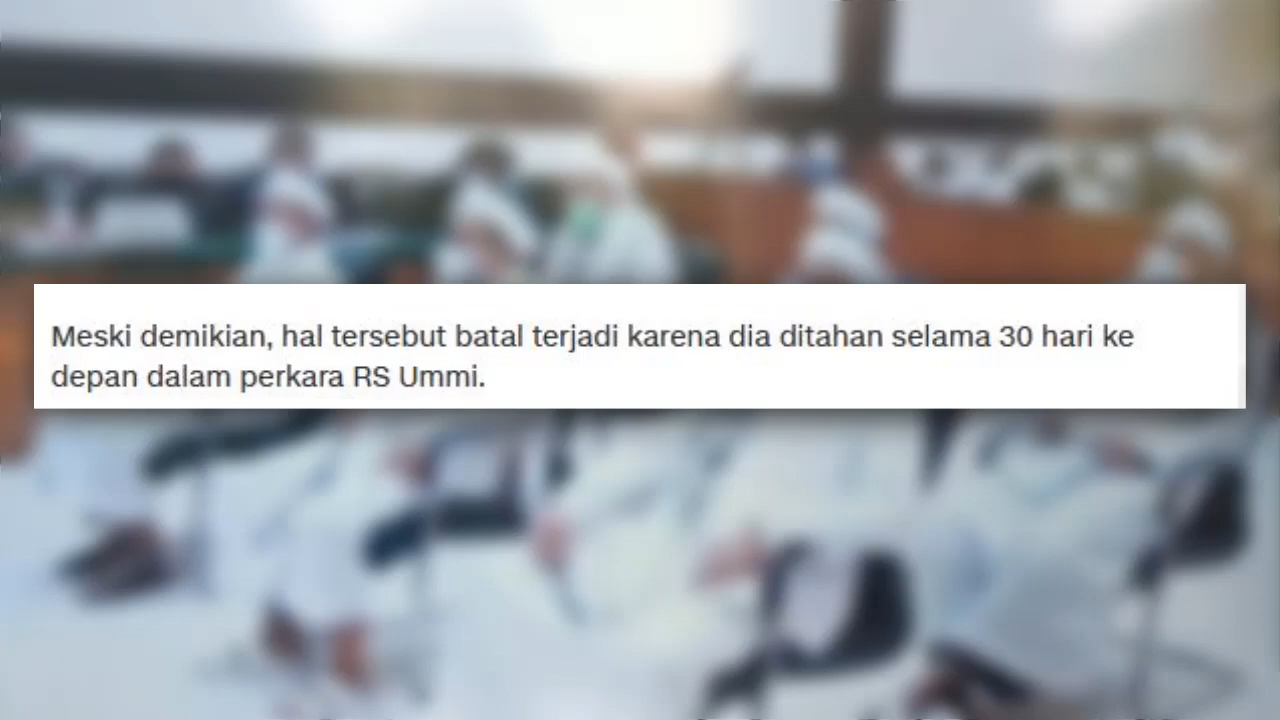 Meski demikian, hal tersebut batal terjadi karena dia ditahan selama 30 hari ke
depan dalam perkara RS Ummi.